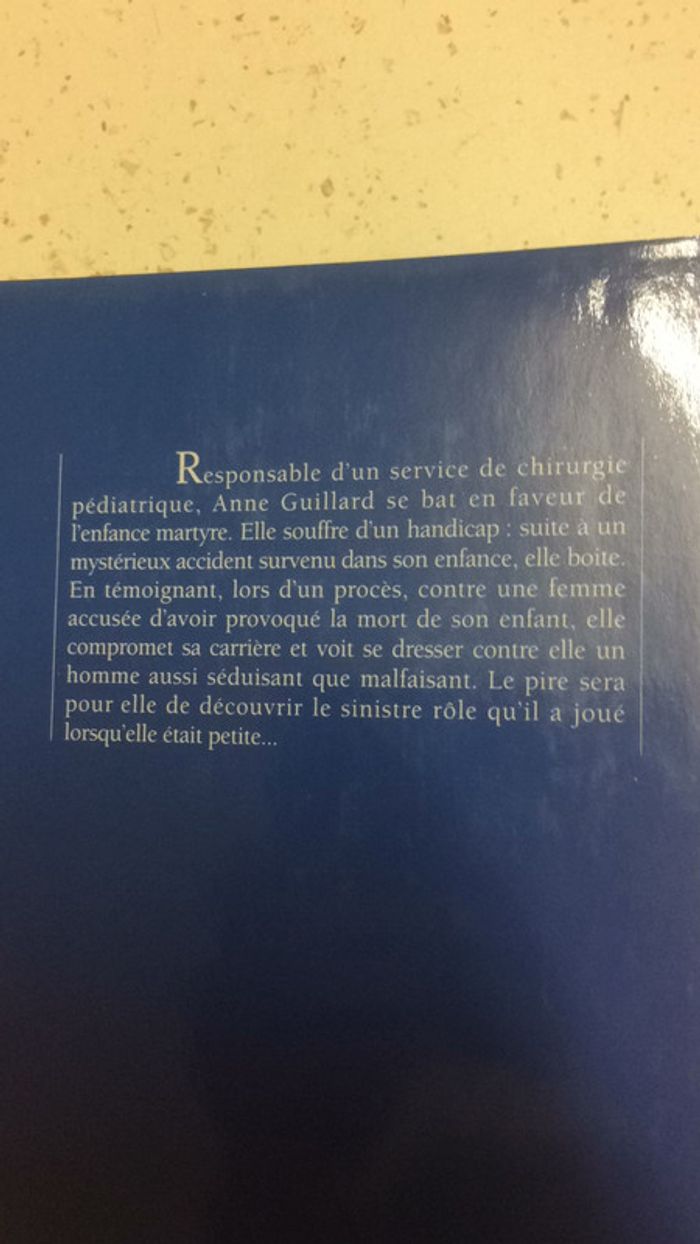 Responsable d'un service de chirurgie
pédiatrique, Anne Guillard se bat en faveur de
l'enfance martyre. Elle souffre d'un handicap : suite à un
mystérieux accident survenu dans son enfance, elle boite.
En témoignant, lors d'un procès, contre une femme
accusée d'avoir provoqué la mort de son enfant, elle
compromet sa carrière et voit se dresser contre elle un
homme aussi séduisant que malfaisant. Le pire sera
pour elle de découvrir le sinistre rôle qu'il a joué
lorsqu'elle était petite...